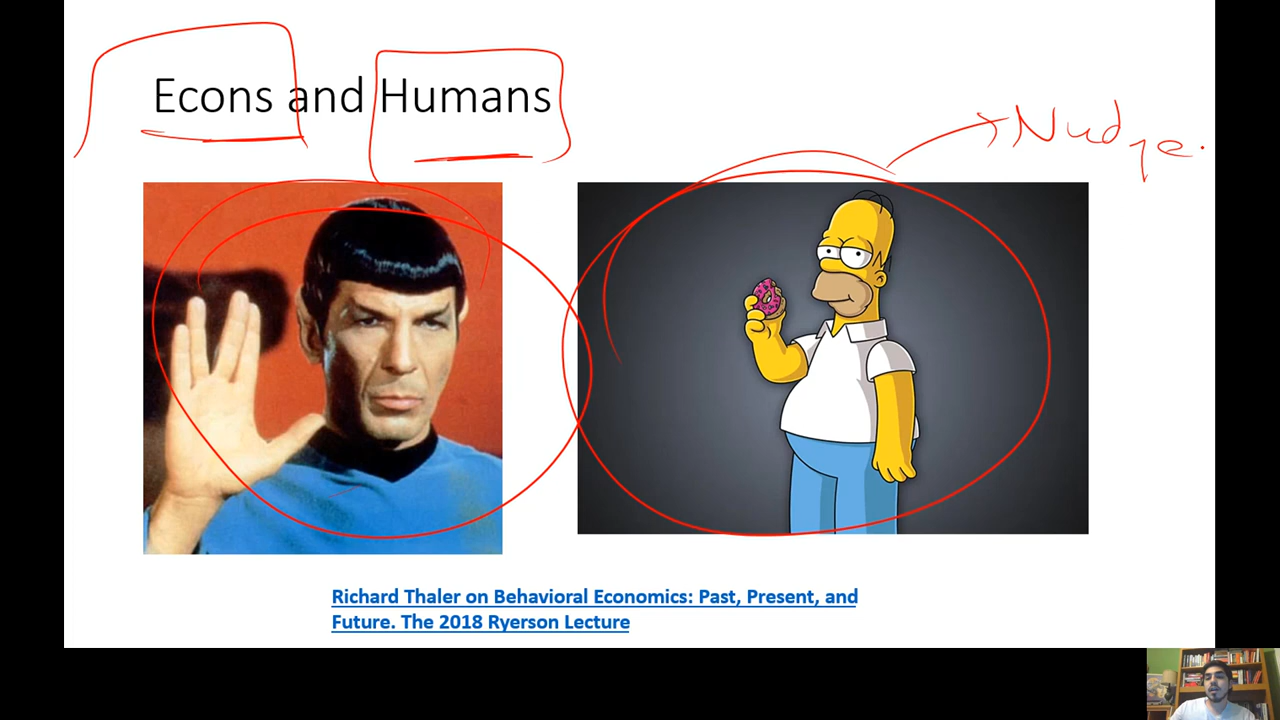 Econs and Humans
Nudge.
Richard Thaler on Behavioral Economics: Past, Present, and
Future. The 2018 Ryerson Lecture